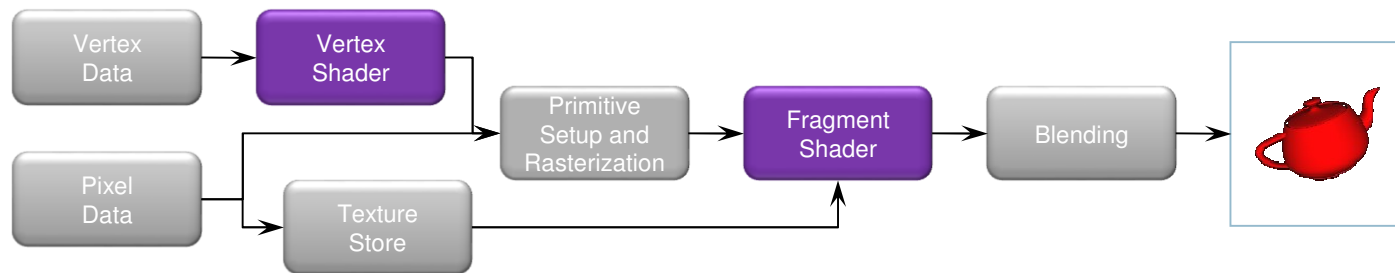 Vertex
Data
Vertex
Shader
Primitive
Setup and
Rasterization
Fragment
Shader
Blending
Pixel
Data
Texture
Store